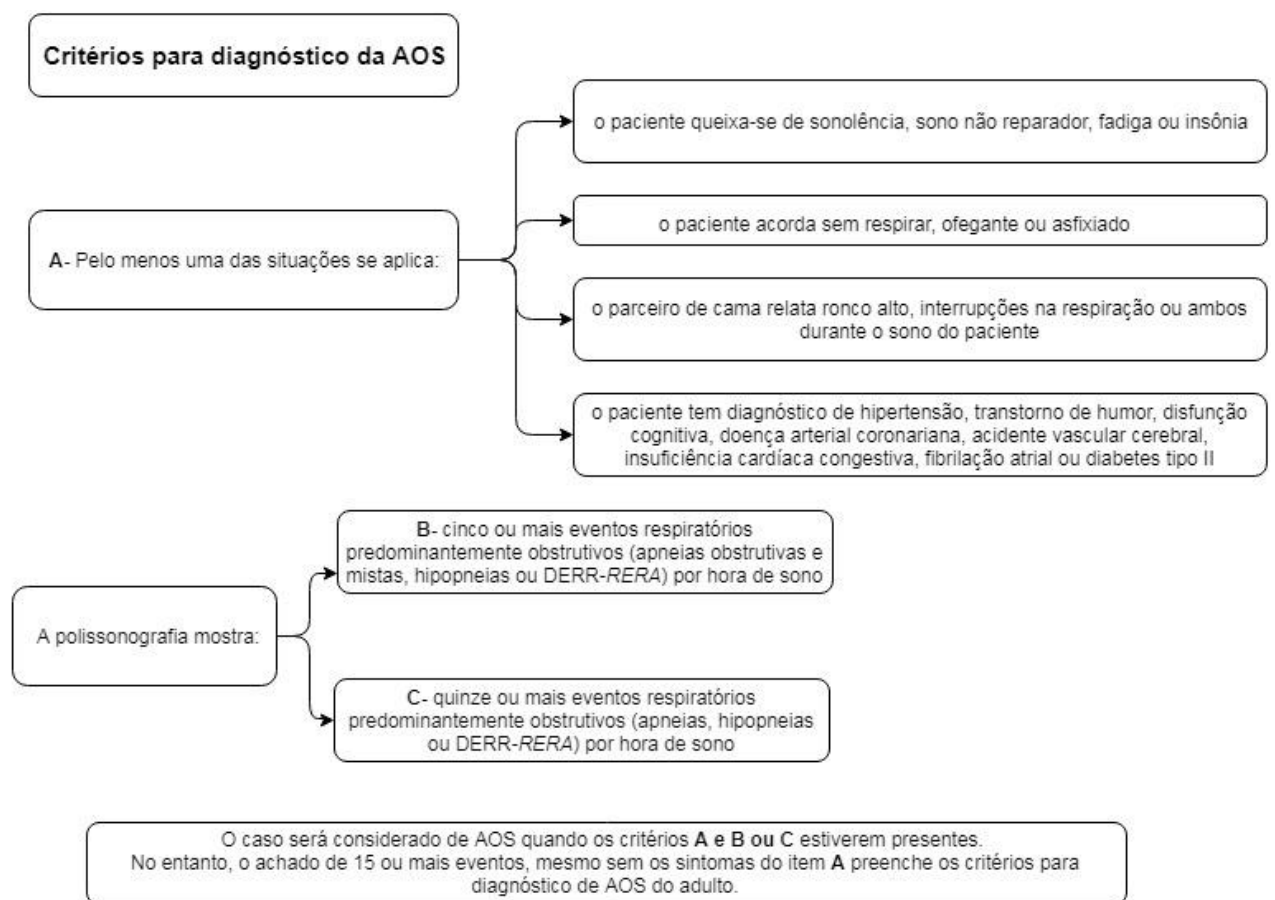 Critérios para diagnóstico da AOS
o paciente queixa-se de sonolência, sono não reparador, fadiga ou insônia
o paciente acorda sem respirar, ofegante ou asfixiado
A- Pelo menos uma das situações se aplica:
o parceiro de cama relata ronco alto, interrupções na respiração ou ambos
durante o sono do paciente
o paciente tem diagnóstico de hipertensão, transtorno de humor, disfunção
cognitiva, doença arterial coronariana, acidente vascular cerebral,
insuficiência cardíaca congestiva, fibrilação atrial ou diabetes tipo II
B- cinco ou mais eventos respiratórios
predominantemente obstrutivos (apneias obstrutivas e
mistas, hipopneias ou DERR-RERA) por hora de sono
A polissonografia mostra:
C- quinze ou mais eventos respiratórios
predominantemente obstrutivos (apneias, hipopneias
ou DERR-RERA) por hora de sono
O caso será considerado de AOS quando os critérios A e B ou C estiverem presentes.
No entanto, o achado de 15 ou mais eventos, mesmo sem os sintomas do item A preenche os critérios para
diagnóstico de AOS do adulto.